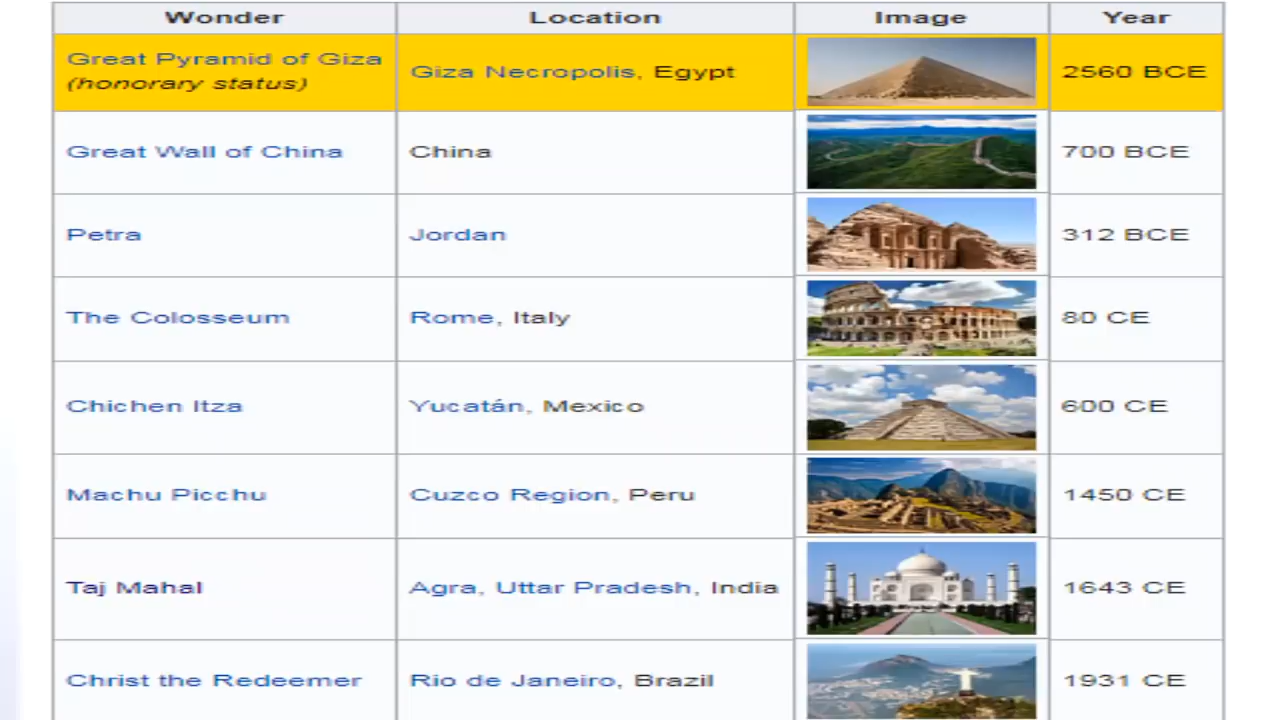 Wonder Location Image Year
Great Pyramid of Giza
(honorary status)
Giza Necropolis, Egypt
2560 BCE
Great Wall of China
China
700 BCE
Petra
Jordan
312 BCE
The Colosseum
Rome, Italy
80 CE
Chichen Itza
Yucatán, Mexico
600 CE
Machu Picchu
Cuzco Region, Peru
1450 CE
Taj Mahal
Agra, Uttar Pradesh, India
1643 CE
Christ the Redeemer
Rio de Janeiro, Brazil
1931 CE